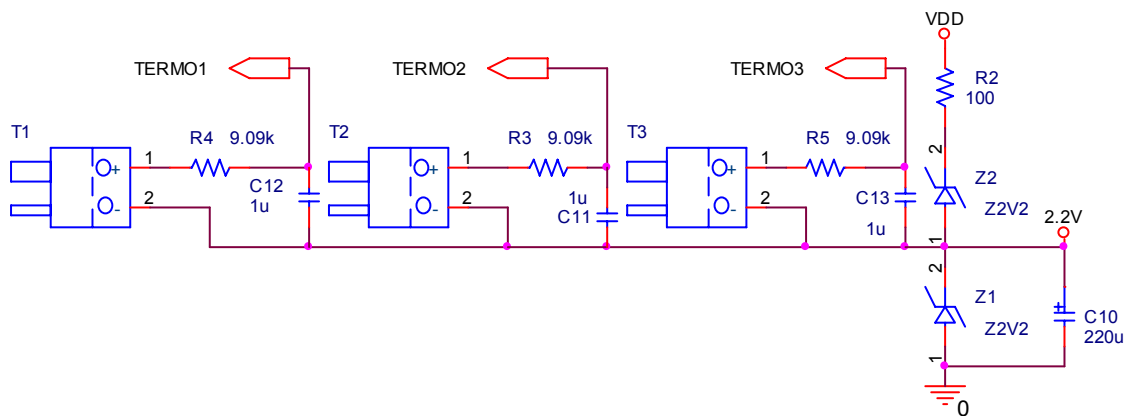 VDD
TERMO1
TERMO2
TERMO3
R2
100
T1
R4 9.09k
T2
R3 9.09k
T3
R5 9.09k
1
1
1
2
+
+
+
C12
1u
1u
C11
C13
1u
Z2
Z2V2
2
2
2
-
-
-
1
2.2V
2
Z1
Z2V2
+
C10
220u
1
0